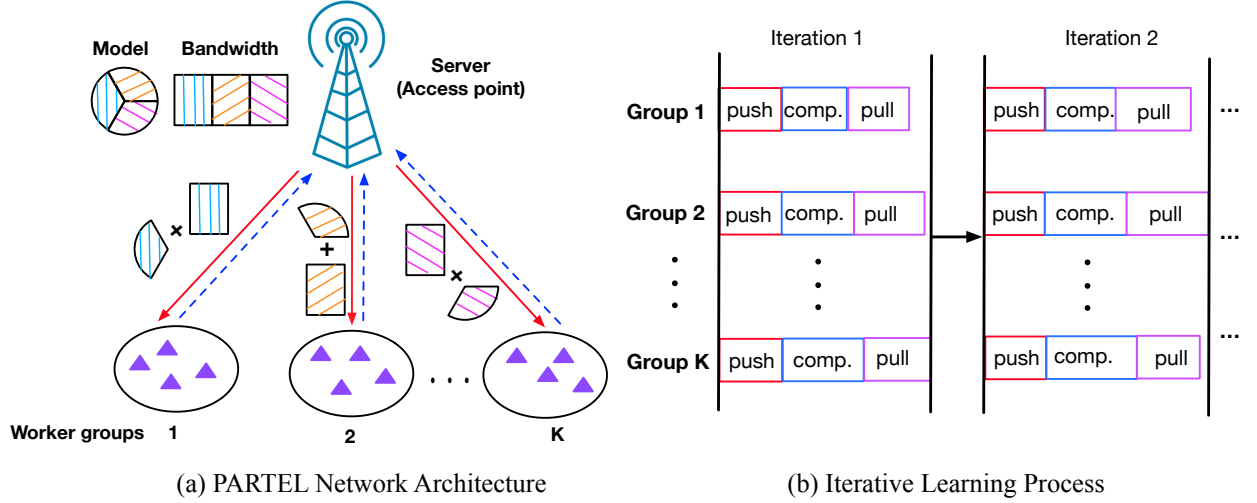 Model
Bandwidth
Server
(Access point)
×
+
×
Worker groups
1
2
K
(a) PARTEL Network Architecture
Iteration 1
Iteration 2
Group 1
push
comp.
pull
push
comp.
pull
...
Group 2
push
comp.
pull
push
comp.
pull
...
Group K
push
comp.
pull
push
comp.
pull
...
(b) Iterative Learning Process